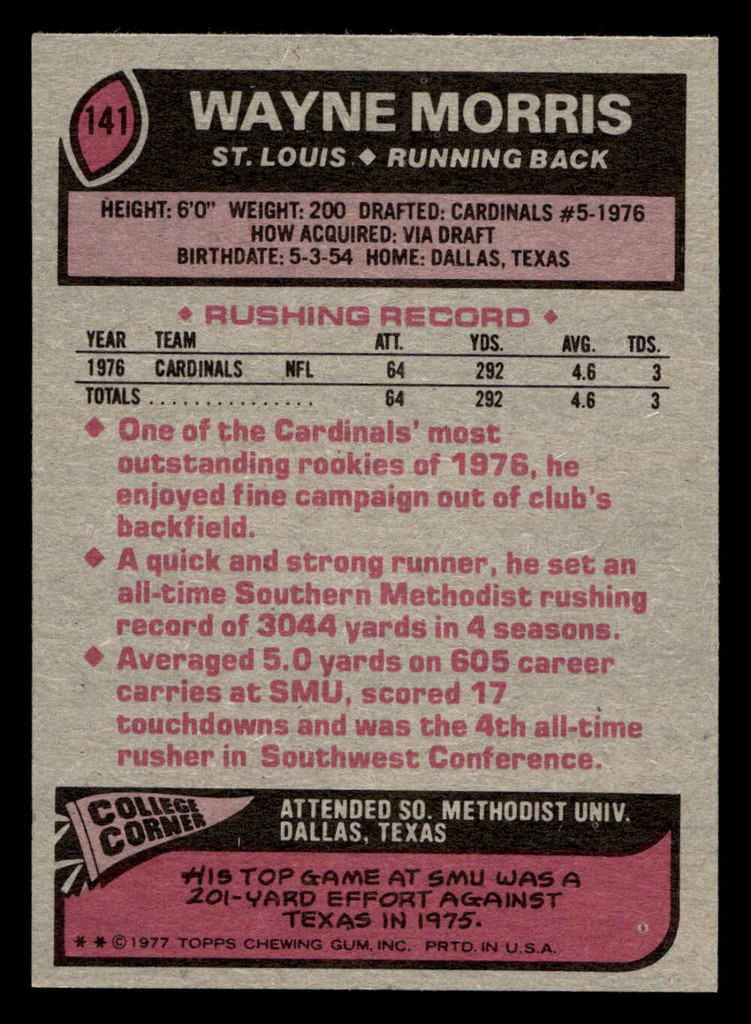 141
WAYNE MORRIS
ST. LOUIS ◆ RUNNING BACK
HEIGHT: 6'0" WEIGHT: 200 DRAFTED: CARDINALS #5-1976
HOW ACQUIRED: VIA DRAFT
BIRTHDATE: 5-3-54 HOME: DALLAS, TEXAS
◆ RUSHING RECORD ◆
YEAR TEAM ATT. YDS. AVG. TDS.
1976 CARDINALS NFL 64 292 4.6 3
TOTALS ............... 64 292 4.6 3
◆ One of the Cardinals' most
outstanding rookies of 1976, he
enjoyed fine campaign out of club's
backfield.
◆ A quick and strong runner, he set an
all-time Southern Methodist rushing
record of 3044 yards in 4 seasons.
◆ Averaged 5.0 yards on 605 career
carries at SMU, scored 17
touchdowns and was the 4th all-time
rusher in Southwest Conference.
COLLEGE
CORNER
ATTENDED SO. METHODIST UNIV.
DALLAS, TEXAS
HIS TOP GAME AT SMU WAS A
201-YARD EFFORT AGAINST
TEXAS IN 1975.
* * © 1977 TOPPS CHEWING GUM, INC. PRTD. IN U.S.A.